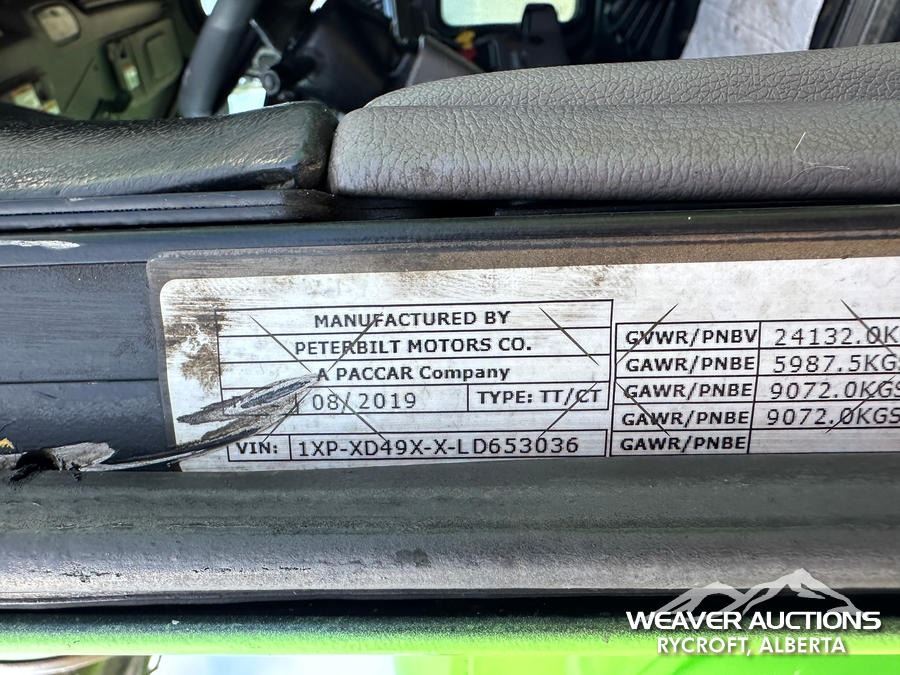 MANUFACTURED BY
PETERBILT MOTORS CO.
A PACCAR Company
08/2019 TYPE: TT/CT
VIN: 1XP-XD49X-X-LD653036
GVWR/PNBV 24132.0K
GAWR/PNBE 5987.5KGS
GAWR/PNBE 9072.0KGS
GAWR/PNBE 9072.0KGS
GAWR/PNBE
WEAVER AUCTIONS
RYCROFT, ALBERTA